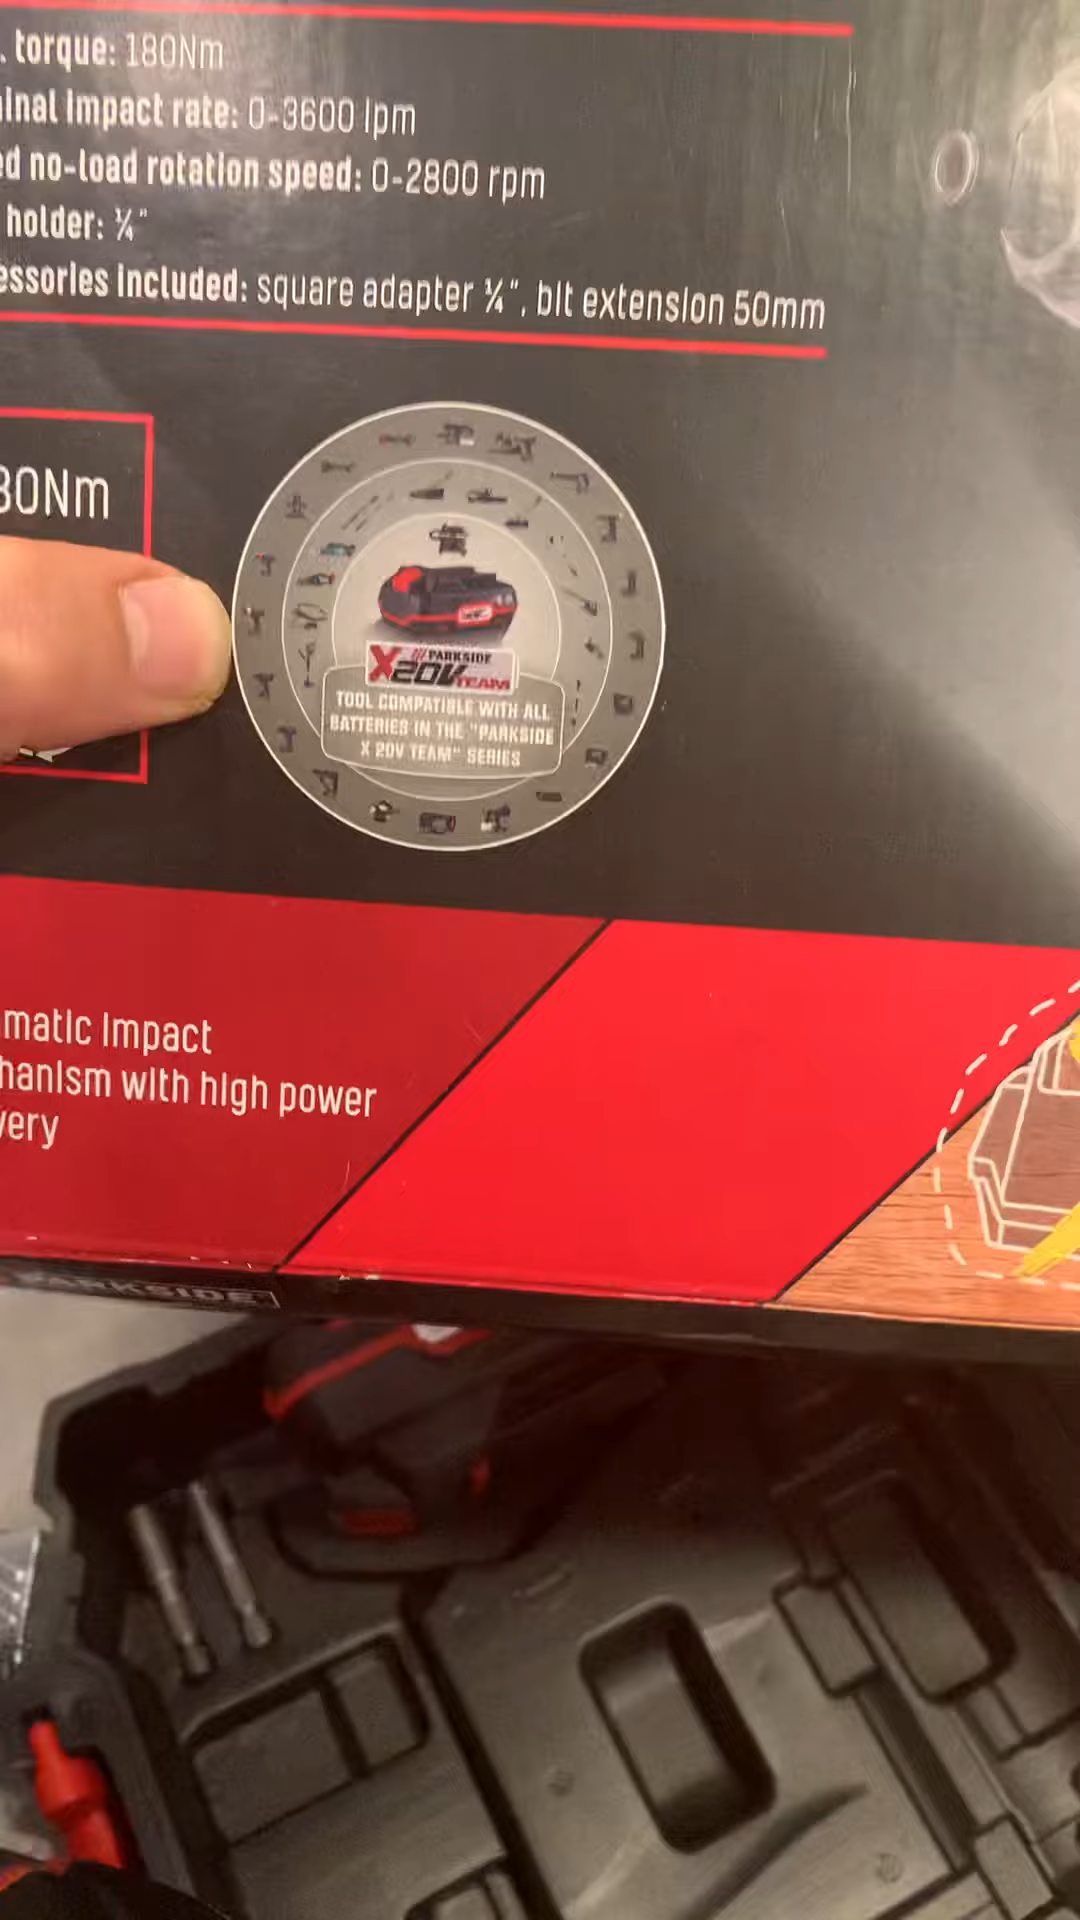 . torque: 180Nm
inal impact rate: 0-3600 ipm
ed no-load rotation speed: 0-2800 rpm
holder: ¼"
essories included: square adapter ¼", bit extension 50mm
80Nm
/// PARKSIDE
X20V TEAM
TOOL COMPATIBLE WITH ALL
BATTERIES IN THE "PARKSIDE
X 20V TEAM" SERIES
matic impact
hanism with high power
very
ARKSIDE